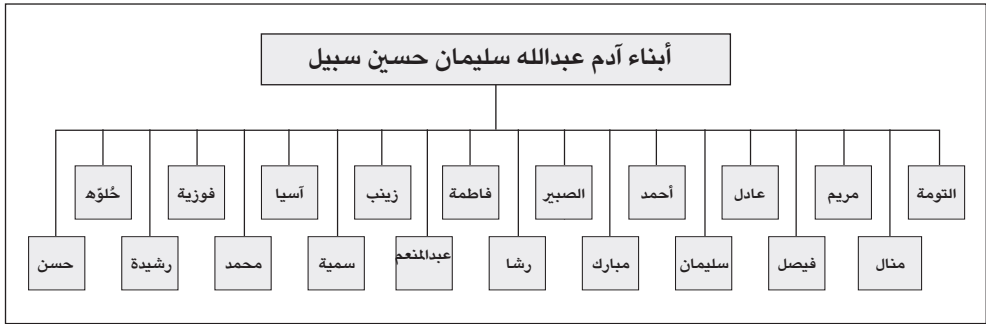 أبناء آدم عبدالله سليمان حسين سبيل
التومة
مريم
عادل
أحمد
الصبير
فاطمة
زينب
آسيا
فوزية
حُلوّه
منال
فيصل
سليمان
مبارك
رشا
عبدالمنعم
سمية
محمد
رشيدة
حسن